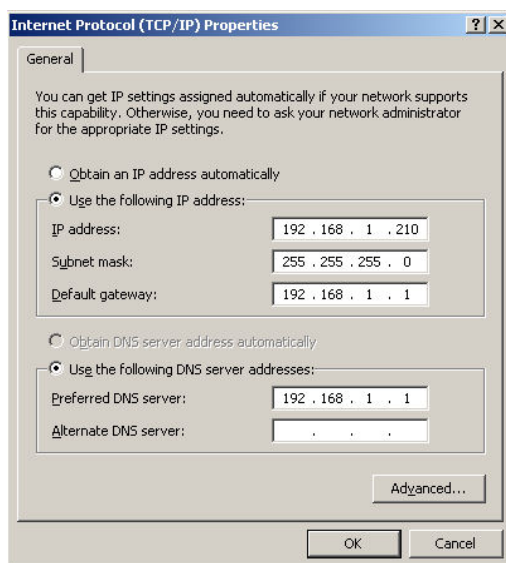 Internet Protocol (TCP/IP) Properties
General
You can get IP settings assigned automatically if your network supports
this capability. Otherwise, you need to ask your network administrator
for the appropriate IP settings.
Obtain an IP address automatically
Use the following IP address:
IP address: 192 . 168 . 1 . 210
Subnet mask: 255 . 255 . 255 . 0
Default gateway: 192 . 168 . 1 . 1
Obtain DNS server address automatically
Use the following DNS server addresses:
Preferred DNS server: 192 . 168 . 1 . 1
Alternate DNS server: . . .
Advanced...
OK Cancel